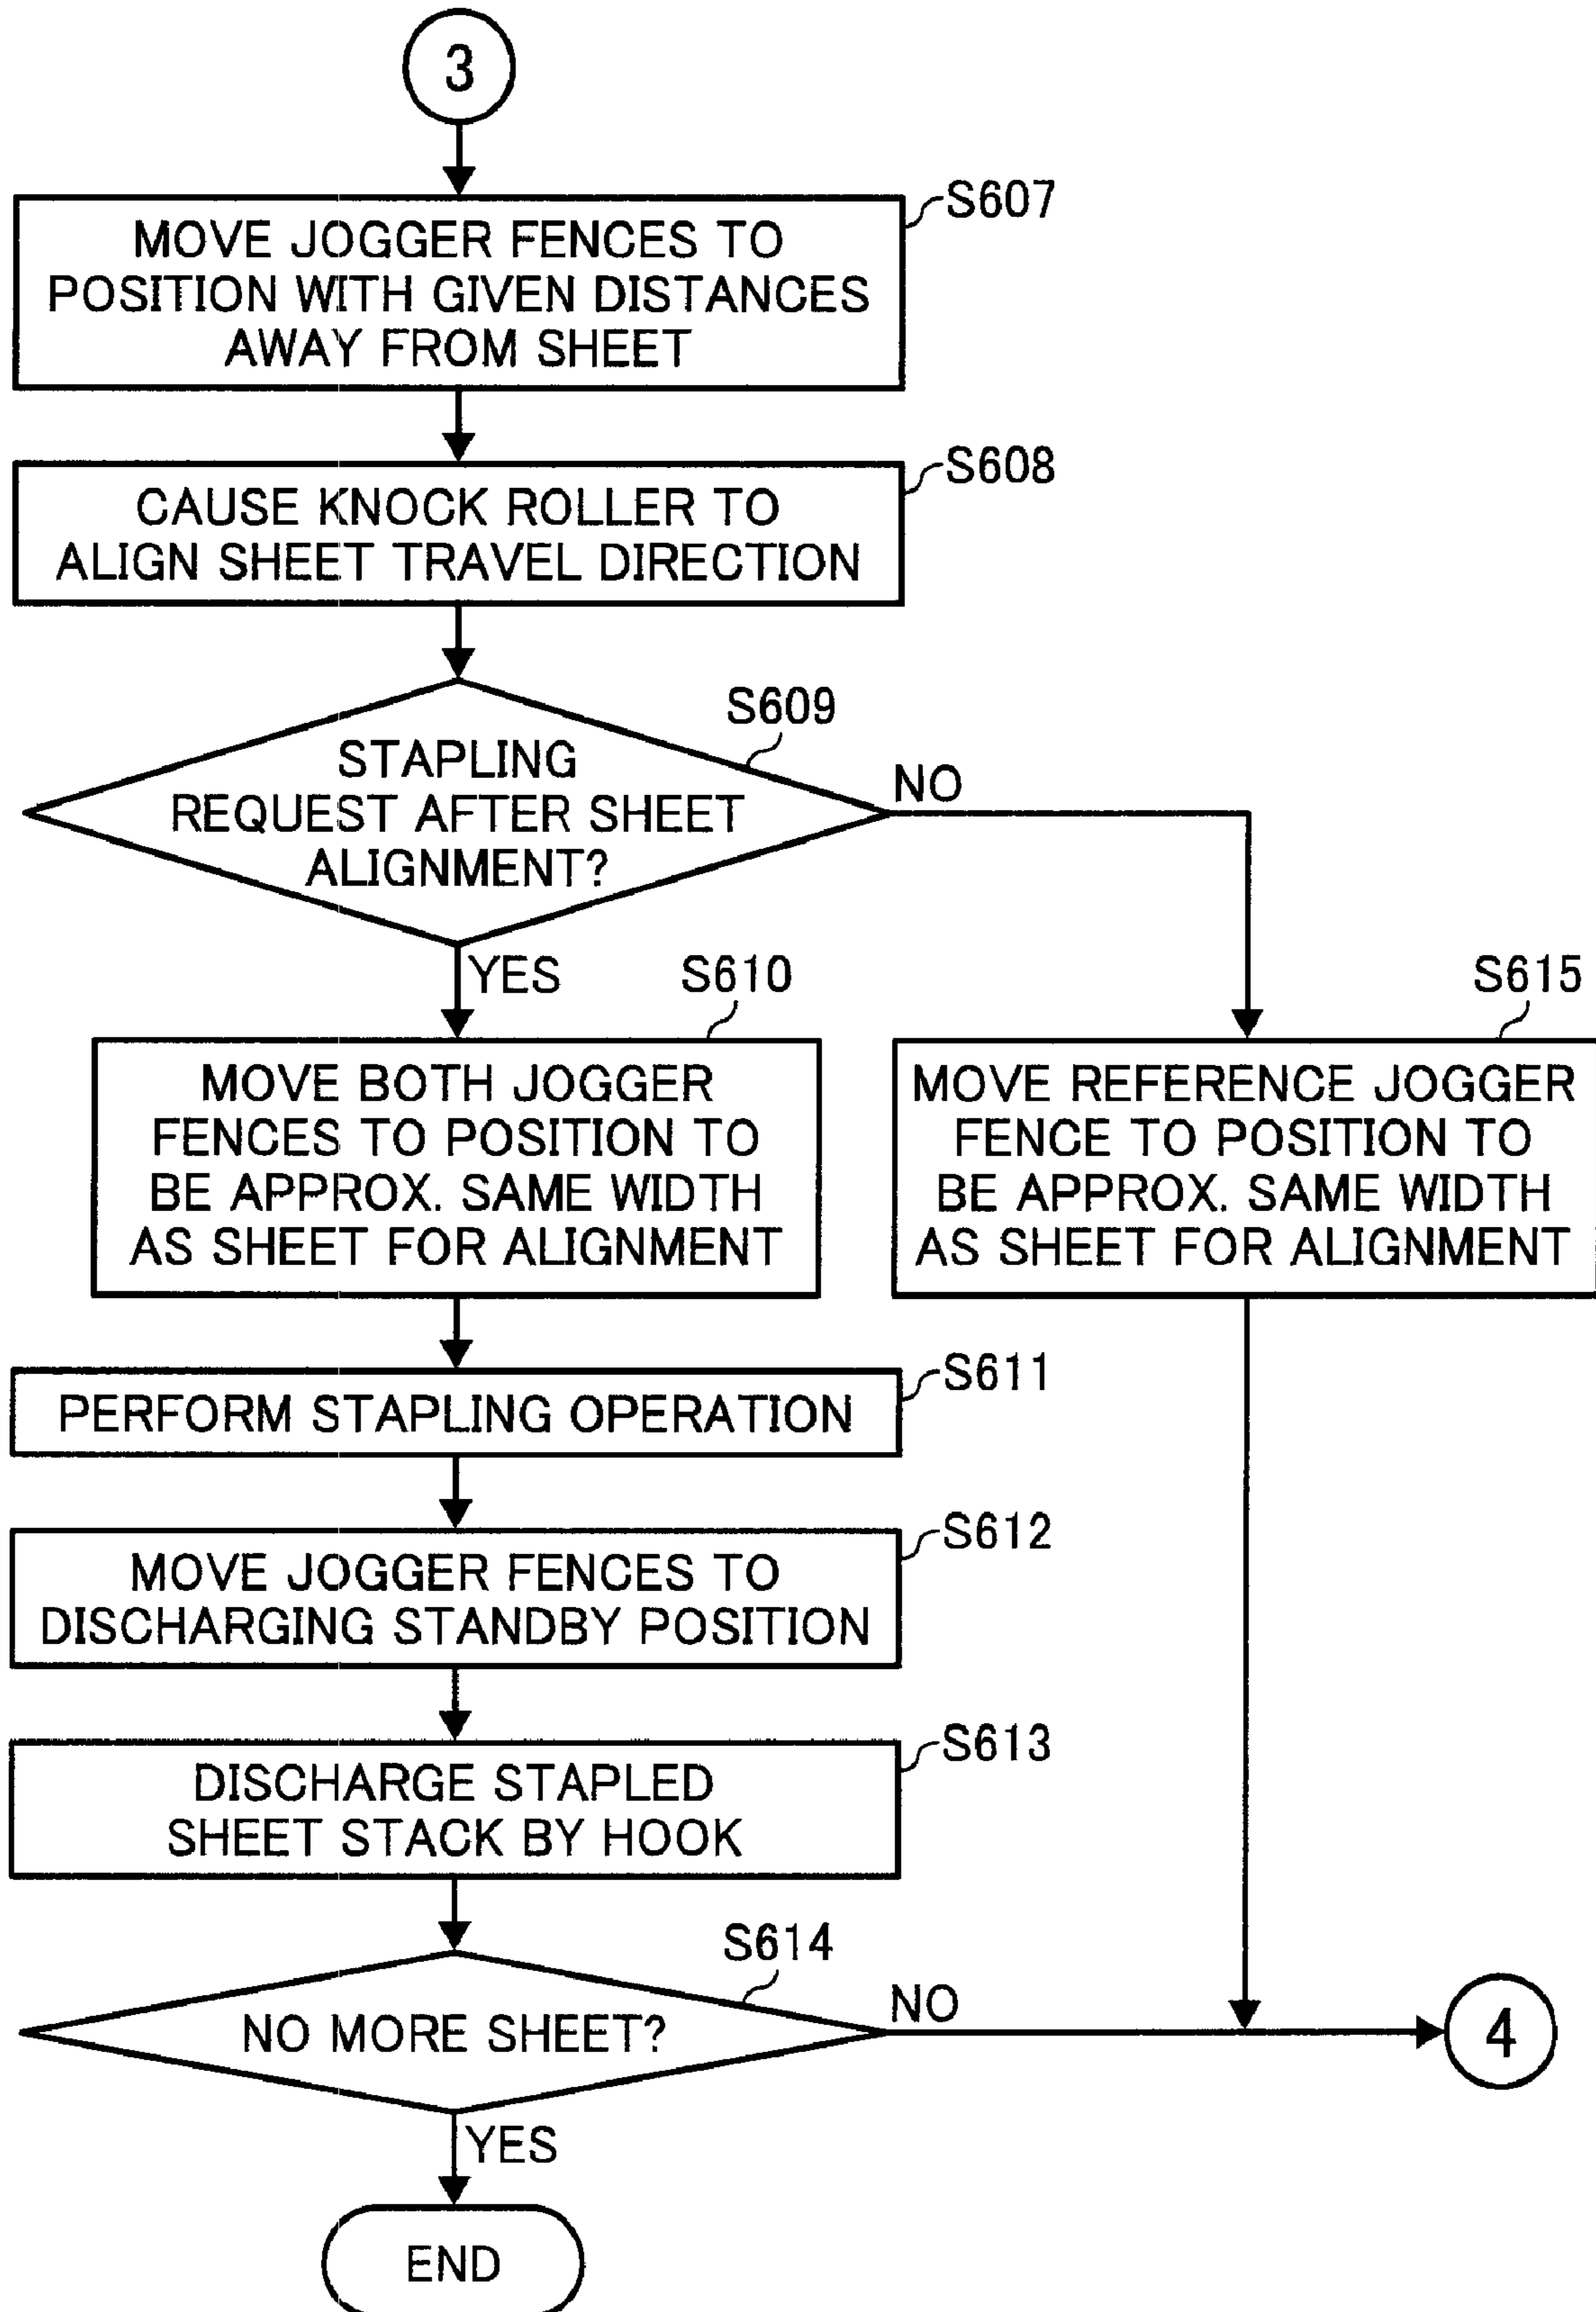 3
S607
MOVE JOGGER FENCES TO
POSITION WITH GIVEN DISTANCES
AWAY FROM SHEET
S608
CAUSE KNOCK ROLLER TO
ALIGN SHEET TRAVEL DIRECTION
S609
STAPLING
REQUEST AFTER SHEET
ALIGNMENT?
NO
YES
S610
MOVE BOTH JOGGER
FENCES TO POSITION TO
BE APPROX. SAME WIDTH
AS SHEET FOR ALIGNMENT
S615
MOVE REFERENCE JOGGER
FENCE TO POSITION TO
BE APPROX. SAME WIDTH
AS SHEET FOR ALIGNMENT
S611
PERFORM STAPLING OPERATION
S612
MOVE JOGGER FENCES TO
DISCHARGING STANDBY POSITION
S613
DISCHARGE STAPLED
SHEET STACK BY HOOK
S614
NO MORE SHEET?
NO
4
YES
END